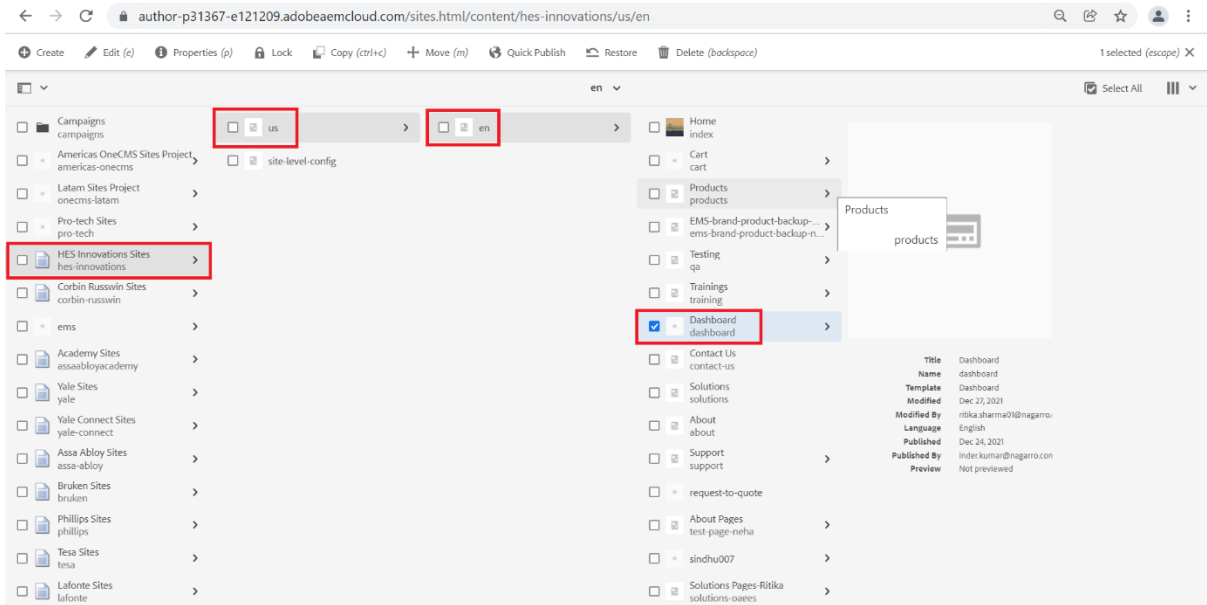 author-p31367-e121209.adobeaemcloud.com/sites.html/content/hes-innovations/us/en
Create Edit (e) Properties (p) Lock Copy (ctrl+c) Move (m) Quick Publish Restore Delete (backspace) 1 selected (escape)
en Select All
Campaigns
campaigns
Americas OneCMS Sites Project
americas-onecms
Latam Sites Project
onecms-latam
Pro-tech Sites
pro-tech
HES Innovations Sites
hes-innovations
Corbin Russwin Sites
corbin-russwin
ems
Academy Sites
assaabloyacademy
Yale Sites
yale
Yale Connect Sites
yale-connect
Assa Abloy Sites
assa-abloy
Bruken Sites
bruken
Phillips Sites
phillips
Tesa Sites
tesa
Lafonte Sites
lafonte
us
site-level-config
en
Home
index
Cart
cart
Products
products
EMS-brand-product-backup-...
ems-brand-product-backup-n...
Testing
qa
Trainings
training
Dashboard
dashboard
Contact Us
contact-us
Solutions
solutions
About
about
Support
support
request-to-quote
About Pages
test-page-neha
sindhu007
Solutions Pages-Ritika
solutions-pages
Products
products
Title Dashboard
Name dashboard
Template Dashboard
Modified Dec 27, 2021
Modified By ritika.sharma01@nagarro.
Language English
Published Dec 24, 2021
Published By inder.kumar@nagarro.con
Preview Not previewed